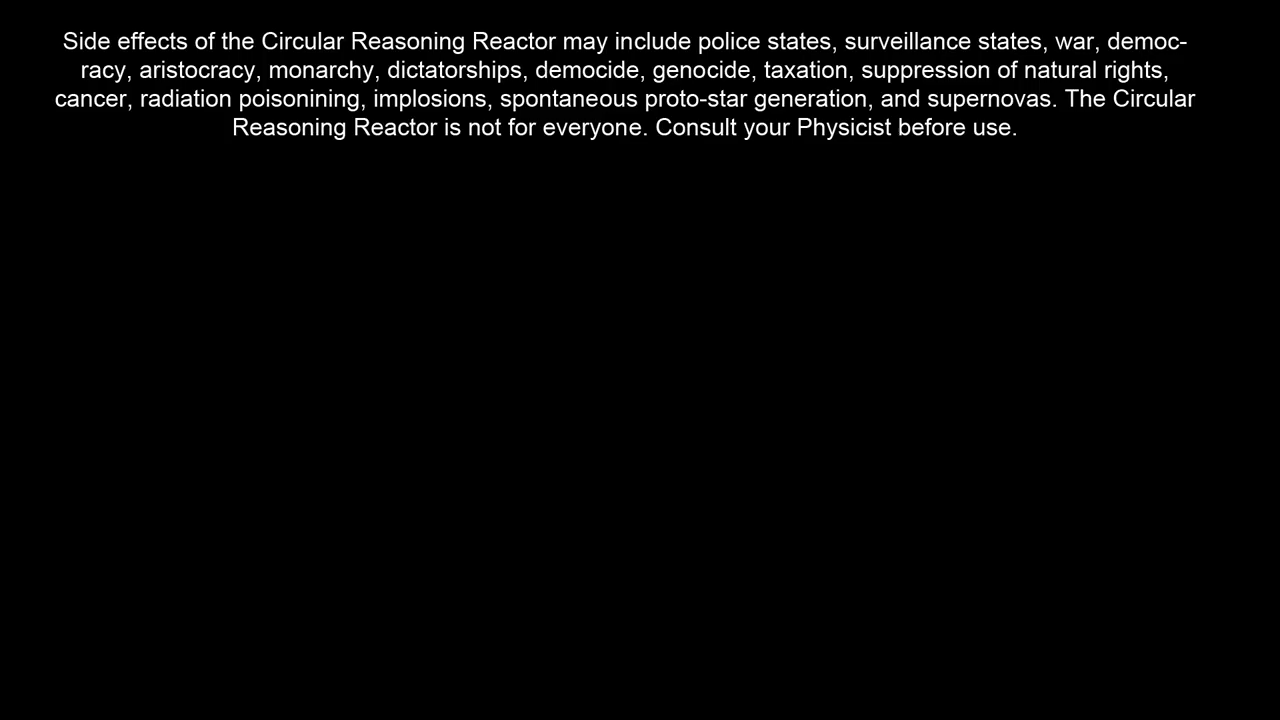 Side effects of the Circular Reasoning Reactor may include police states, surveillance states, war, democ-
racy, aristocracy, monarchy, dictatorships, democide, genocide, taxation, suppression of natural rights,
cancer, radiation poisonining, implosions, spontaneous proto-star generation, and supernovas. The Circular
Reasoning Reactor is not for everyone. Consult your Physicist before use.